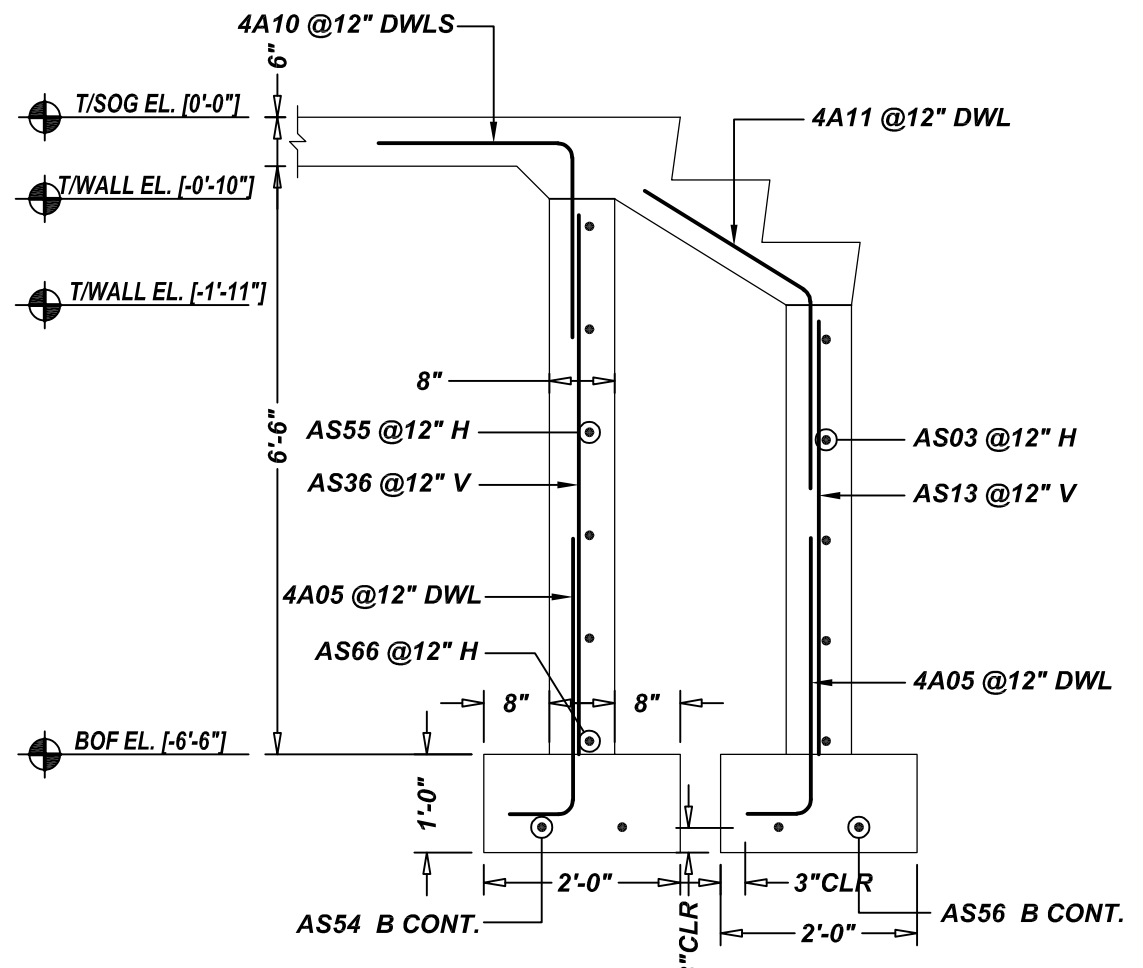 4A10 @12" DWLS
6"
T/SOG EL. [0'-0"]
4A11 @12" DWL
T/WALL EL. [-0'-10"]
T/WALL EL. [-1'-11"]
8"
6'-6"
AS55 @12" H
AS03 @12" H
AS36 @12" V
AS13 @12" V
4A05 @12" DWL
AS66 @12" H
4A05 @12" DWL
8"
8"
BOF EL. [-6'-6"]
1'-0"
2'-0"
3"CLR
"CLR
AS54 B CONT.
AS56 B CONT.
2'-0"